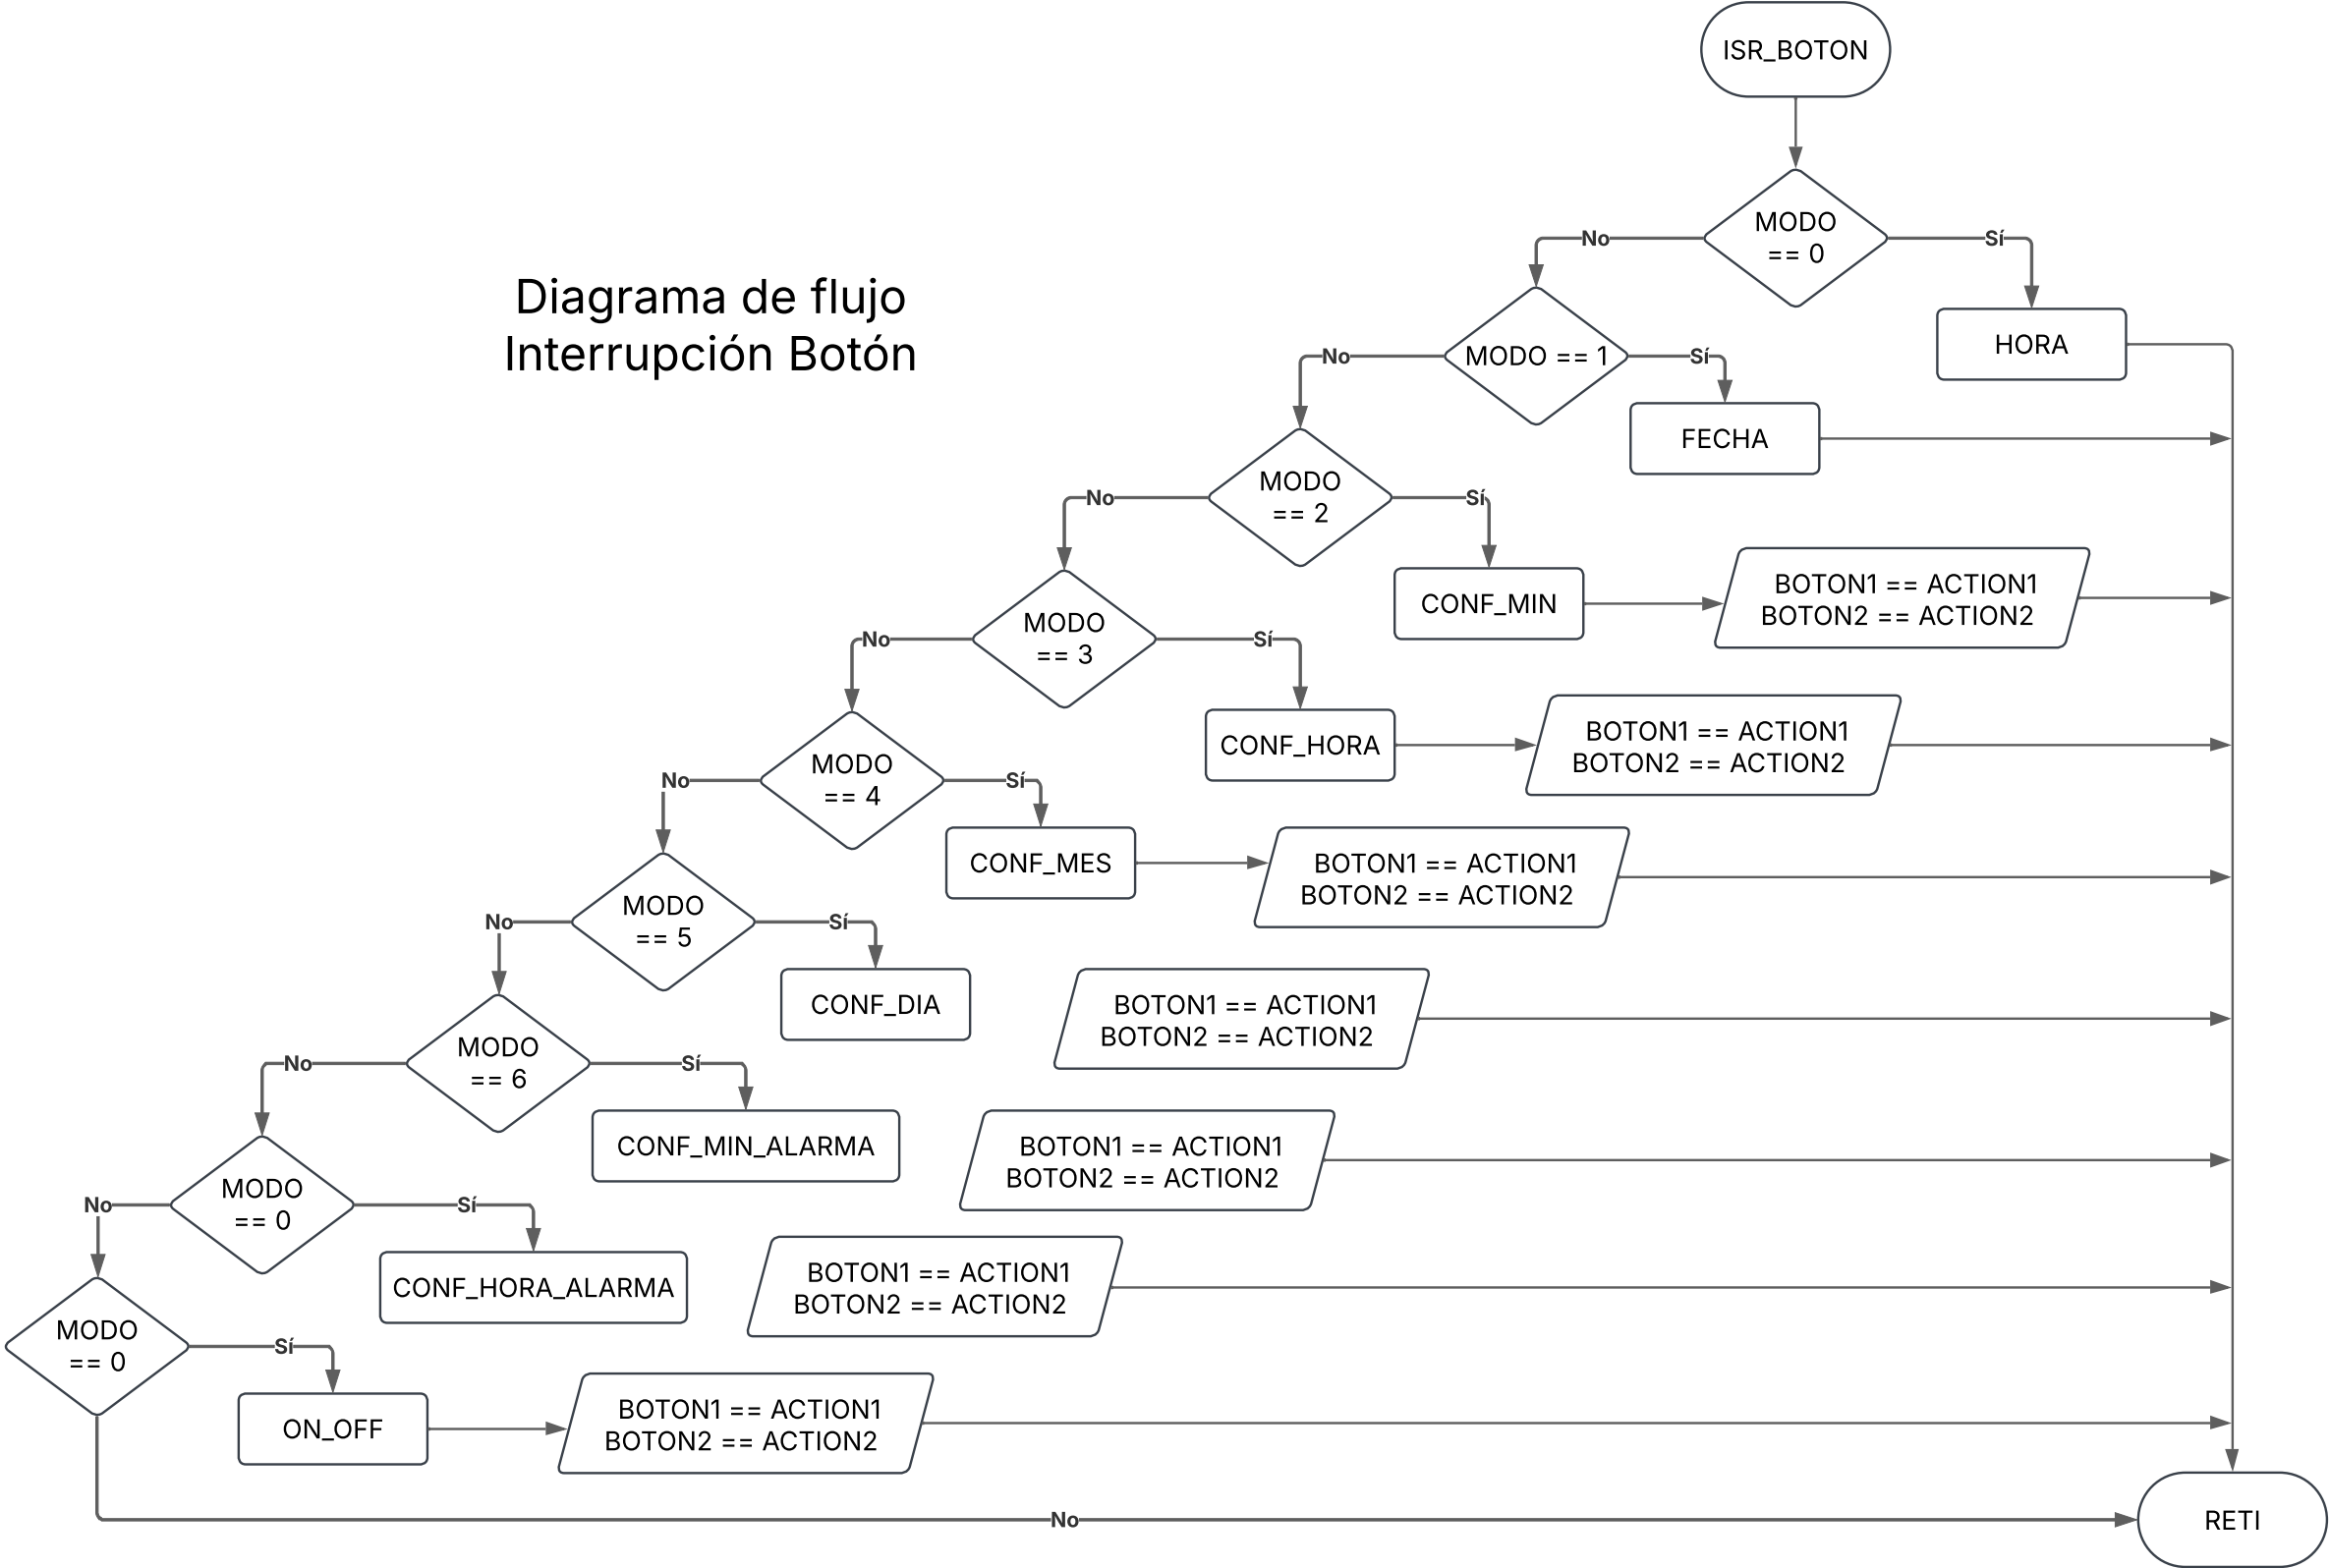 ISR_BOTON
MODO
== 0
No
Sí
Diagrama de flujo
Interrupción Botón
HORA
MODO == 1
No
Sí
FECHA
MODO
== 2
No
Sí
CONF_MIN
BOTON1 == ACTION1
BOTON2 == ACTION2
MODO
== 3
No
Sí
CONF_HORA
BOTON1 == ACTION1
BOTON2 == ACTION2
MODO
== 4
No
Sí
CONF_MES
BOTON1 == ACTION1
BOTON2 == ACTION2
MODO
== 5
No
Sí
CONF_DIA
BOTON1 == ACTION1
BOTON2 == ACTION2
MODO
== 6
No
Sí
CONF_MIN_ALARMA
BOTON1 == ACTION1
BOTON2 == ACTION2
MODO
== 0
No
Sí
CONF_HORA_ALARMA
BOTON1 == ACTION1
BOTON2 == ACTION2
MODO
== 0
Sí
ON_OFF
BOTON1 == ACTION1
BOTON2 == ACTION2
No
RETI